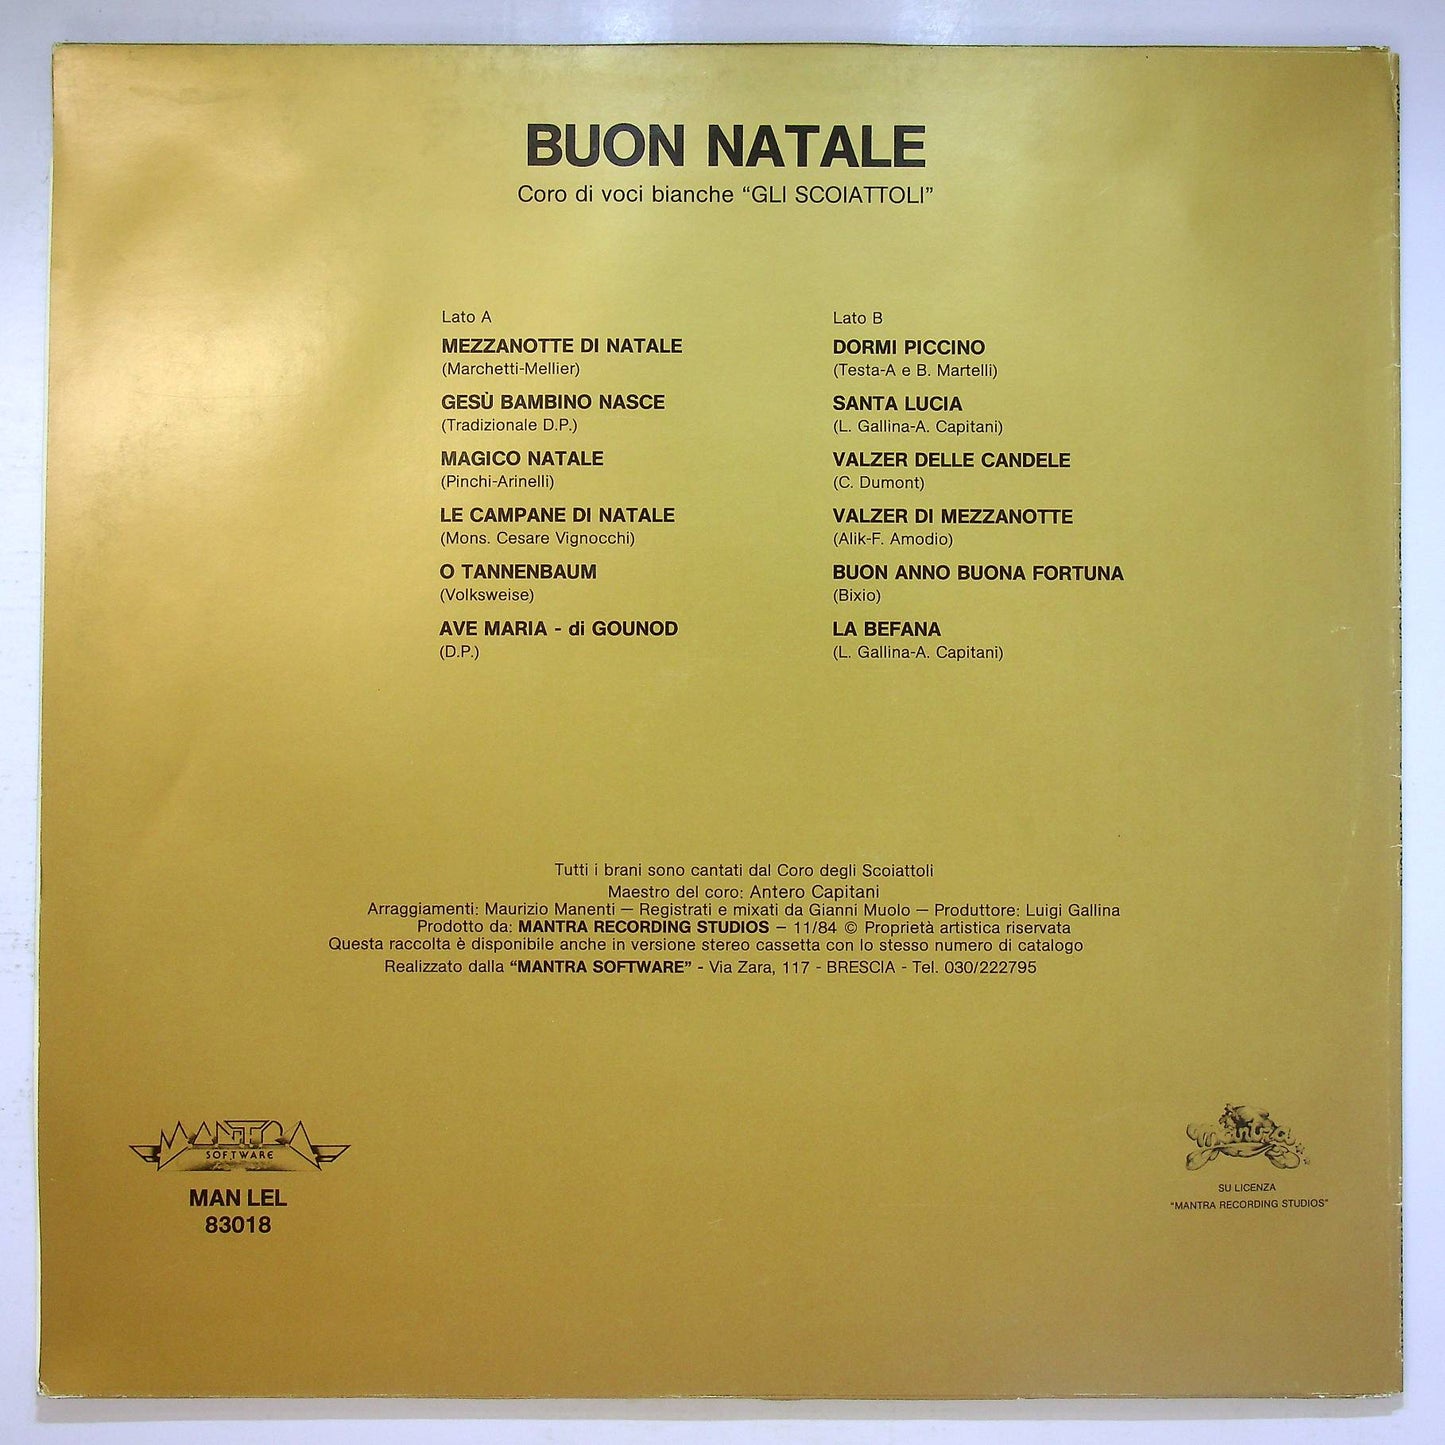 BUON NATALE
Coro di voci bianche “GLI SCOIATTOLI”
Lato A
MEZZANOTTE DI NATALE
(Marchetti-Mellier)
GESÙ BAMBINO NASCE
(Tradizionale D.P.)
MAGICO NATALE
(Pinchi-Arinelli)
LE CAMPANE DI NATALE
(Mons. Cesare Vignocchi)
O TANNENBAUM
(Volksweise)
AVE MARIA - di GOUNOD
(D.P.)
Lato B
DORMI PICCINO
(Testa-A e B. Martelli)
SANTA LUCIA
(L. Gallina-A. Capitani)
VALZER DELLE CANDELE
(C. Dumont)
VALZER DI MEZZANOTTE
(Alik-F. Amodio)
BUON ANNO BUONA FORTUNA
(Bixio)
LA BEFANA
(L. Gallina-A. Capitani)
Tutti i brani sono cantati dal Coro degli Scoiattoli
Maestro del coro: Antero Capitani
Arraggiamenti: Maurizio Manenti — Registrati e mixati da Gianni Muolo — Produttore: Luigi Gallina
Prodotto da: MANTRA RECORDING STUDIOS – 11/84 © Proprietà artistica riservata
Questa raccolta è disponibile anche in versione stereo cassetta con lo stesso numero di catalogo
Realizzato dalla “MANTRA SOFTWARE” - Via Zara, 117 - BRESCIA - Tel. 030/222795
MANTRA
SOFTWARE
MAN LEL
83018
Mantra
SU LICENZA
“MANTRA RECORDING STUDIOS”